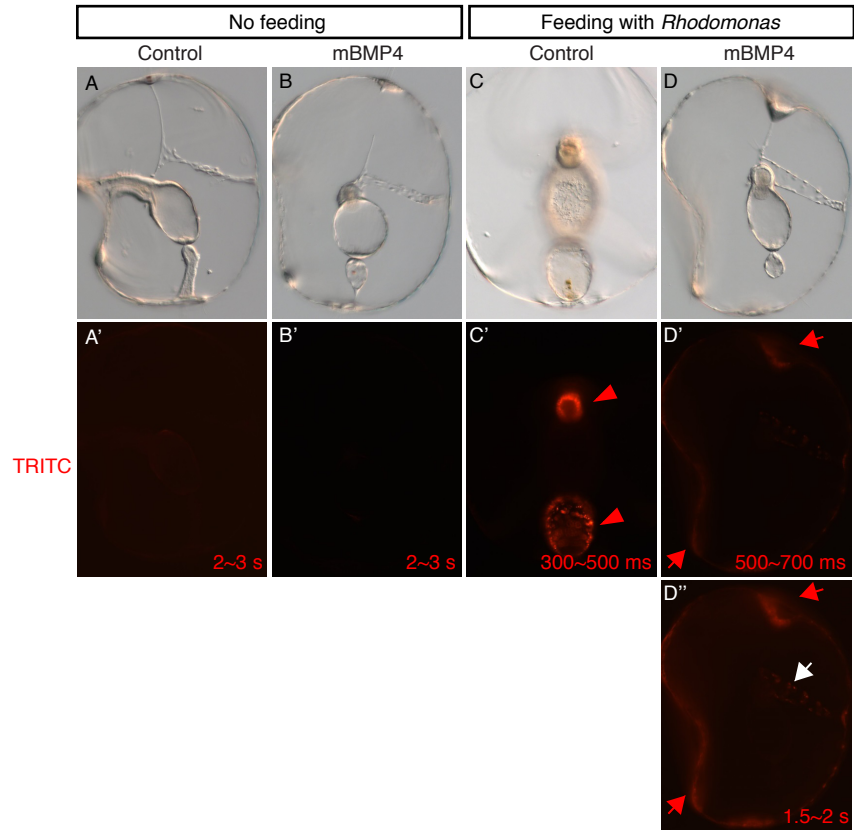 No feeding
Feeding with Rhodomonas
Control
mBMP4
Control
mBMP4
A
B
C
D
A'
B'
C'
D'
TRITC
2~3 s
2~3 s
300~500 ms
500~700 ms
D"
1.5~2 s